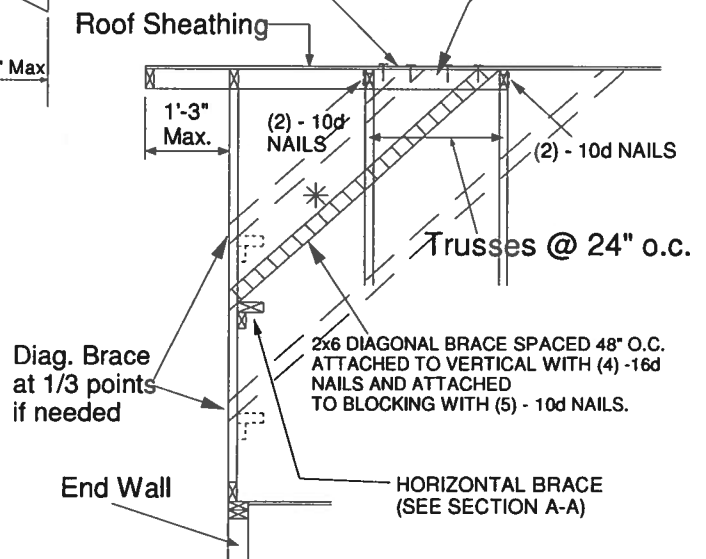 Roof Sheathing
" Max
1'-3"
Max.
(2) - 10d
NAILS
(2) - 10d NAILS
Trusses @ 24" o.c.
2x6 DIAGONAL BRACE SPACED 48" O.C.
ATTACHED TO VERTICAL WITH (4) -16d
NAILS AND ATTACHED
TO BLOCKING WITH (5) - 10d NAILS.
Diag. Brace
at 1/3 points
if needed
End Wall
HORIZONTAL BRACE
(SEE SECTION A-A)